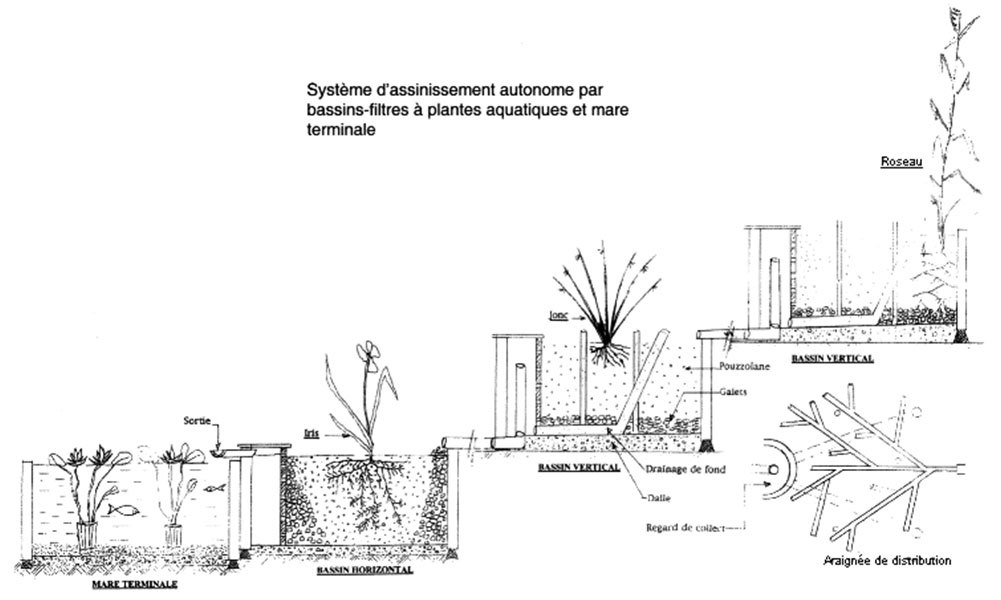 Système d'assinissement autonome par
bassins-filtres à plantes aquatiques et mare
terminale
Roseau
Jonc
BASSIN VERTICAL
Pouzzolane
Galets
Sortie
Iris
BASSIN VERTICAL
Drainage de fond
Dalle
Regard de collect
Araignée de distribution
BASSIN HORIZONTAL
MARE TERMINALE